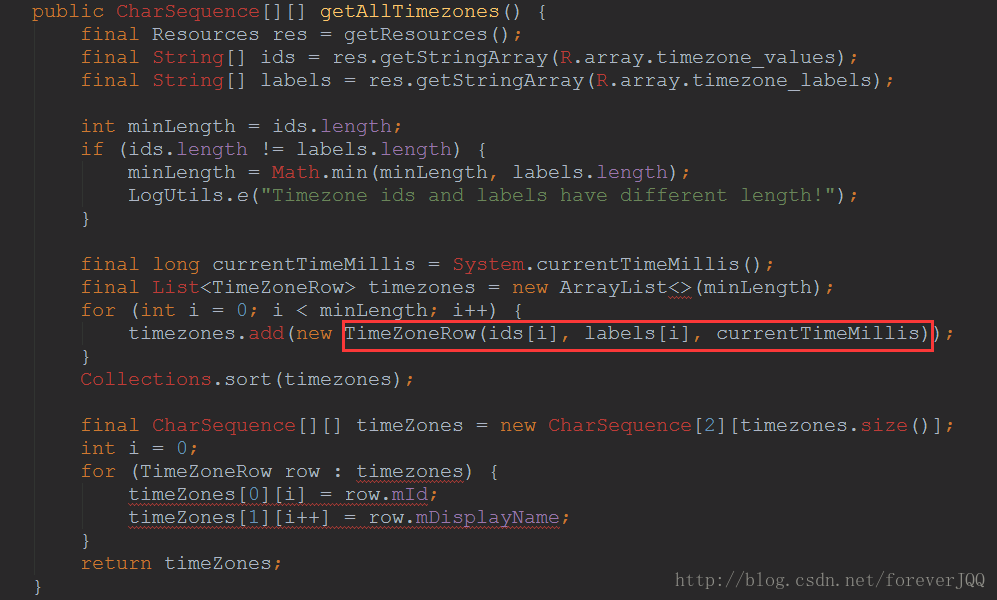 public CharSequence[][] getAllTimezones() {
    final Resources res = getResources();
    final String[] ids = res.getStringArray(R.array.timezone_values);
    final String[] labels = res.getStringArray(R.array.timezone_labels);

    int minLength = ids.length;
    if (ids.length != labels.length) {
        minLength = Math.min(minLength, labels.length);
        LogUtils.e("Timezone ids and labels have different length!");
    }

    final long currentTimeMillis = System.currentTimeMillis();
    final List<TimeZoneRow> timezones = new ArrayList<>(minLength);
    for (int i = 0; i < minLength; i++) {
        timezones.add(new TimeZoneRow(ids[i], labels[i], currentTimeMillis));
    }
    Collections.sort(timezones);

    final CharSequence[][] timeZones = new CharSequence[2][timezones.size()];
    int i = 0;
    for (TimeZoneRow row : timezones) {
        timeZones[0][i] = row.mId;
        timeZones[1][i++] = row.mDisplayName;
    }
    return timeZones;
}
http://blog.csdn.net/foreverJQQ